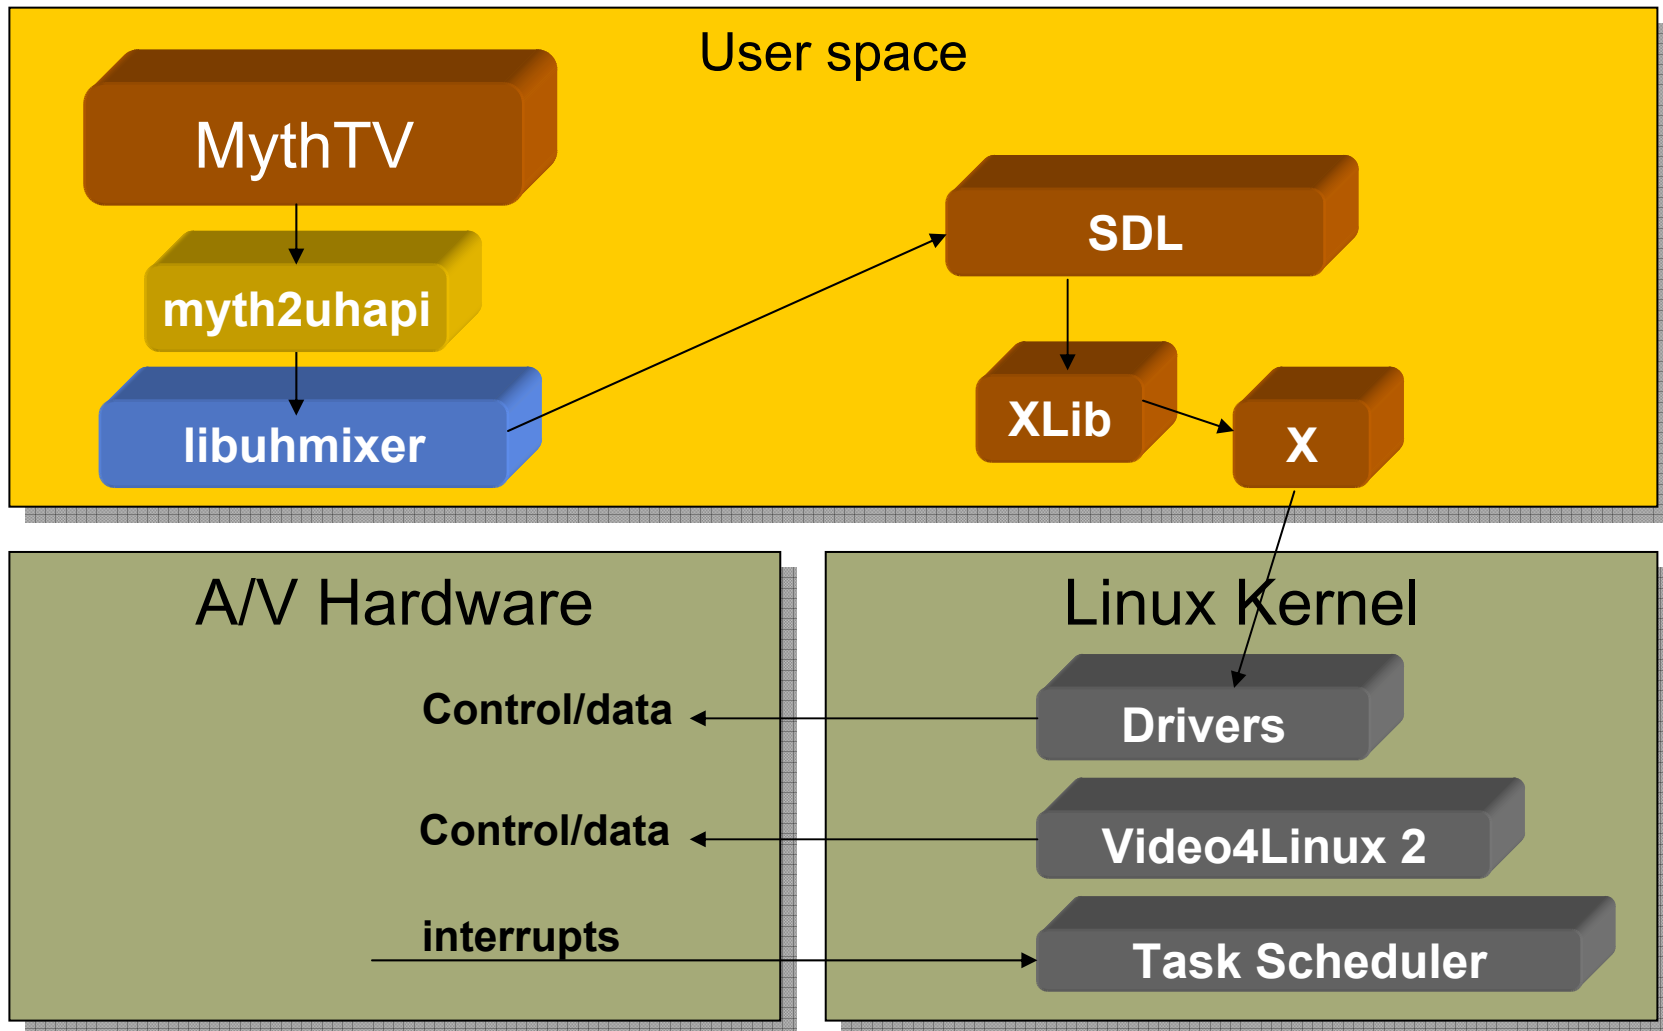 User space
MythTV
SDL
myth2uhapi
XLib
X
libuhmixer
A/V Hardware
Control/data
Control/data
interrupts
Linux Kernel
Drivers
Video4Linux 2
Task Scheduler